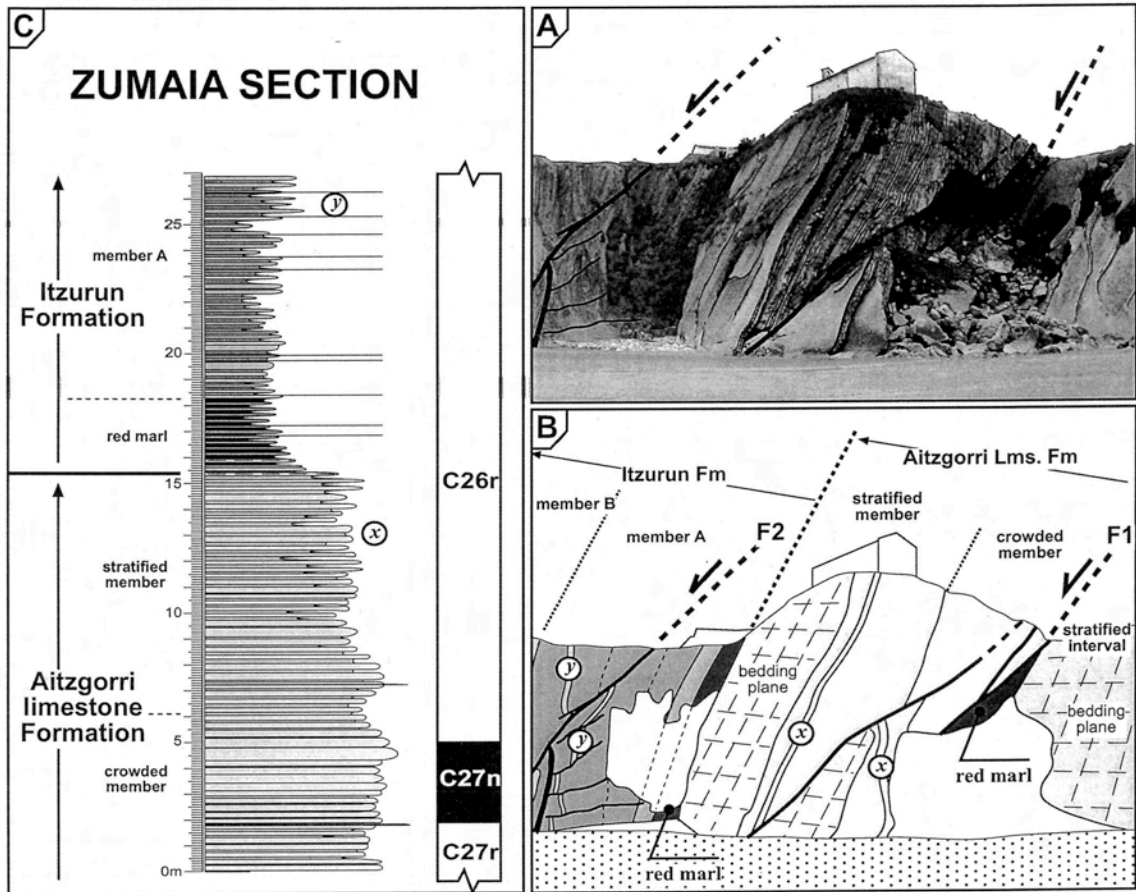 C
ZUMAIA SECTION
25
member A
Itzurun
Formation
20
red marl
15
stratified
member
10
Aitzgorri
limestone
Formation
5
crowded
member
0m
y
x
C26r
C27n
C27r
A
B
Itzurun Fm
Aitzgorri Lms. Fm
member B
stratified
member
member A
F2
crowded
member
F1
stratified
interval
y
bedding
plane
bedding-
plane
y
x
x
red marl
red marl